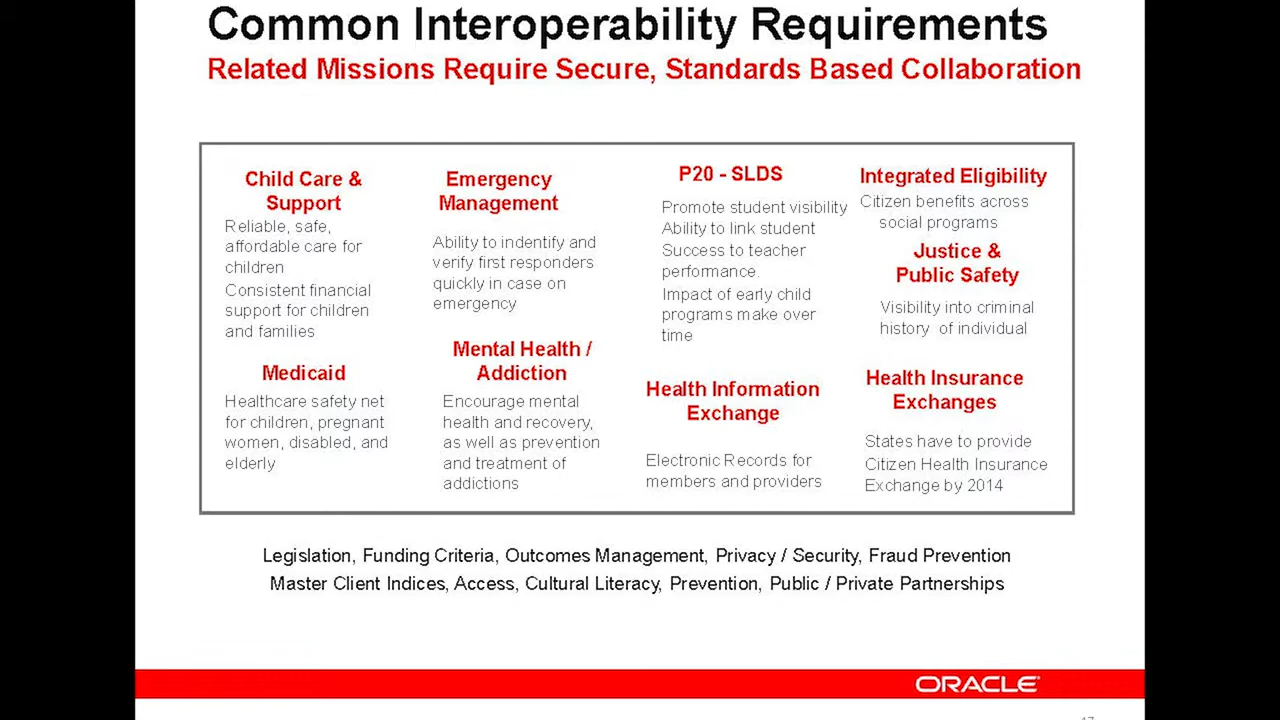 Common Interoperability Requirements
Related Missions Require Secure, Standards Based Collaboration
Child Care &
Support
Reliable, safe,
affordable care for
children
Consistent financial
support for children
and families
Medicaid
Healthcare safety net
for children, pregnant
women, disabled, and
elderly
Emergency
Management
Ability to indentify and
verify first responders
quickly in case on
emergency
Mental Health /
Addiction
Encourage mental
health and recovery,
as well as prevention
and treatment of
addictions
P20 - SLDS
Promote student visibility
Ability to link student
Success to teacher
performance.
Impact of early child
programs make over
time
Health Information
Exchange
Electronic Records for
members and providers
Integrated Eligibility
Citizen benefits across
social programs
Justice &
Public Safety
Visibility into criminal
history of individual
Health Insurance
Exchanges
States have to provide
Citizen Health Insurance
Exchange by 2014
Legislation, Funding Criteria, Outcomes Management, Privacy / Security, Fraud Prevention
Master Client Indices, Access, Cultural Literacy, Prevention, Public / Private Partnerships
ORACLE